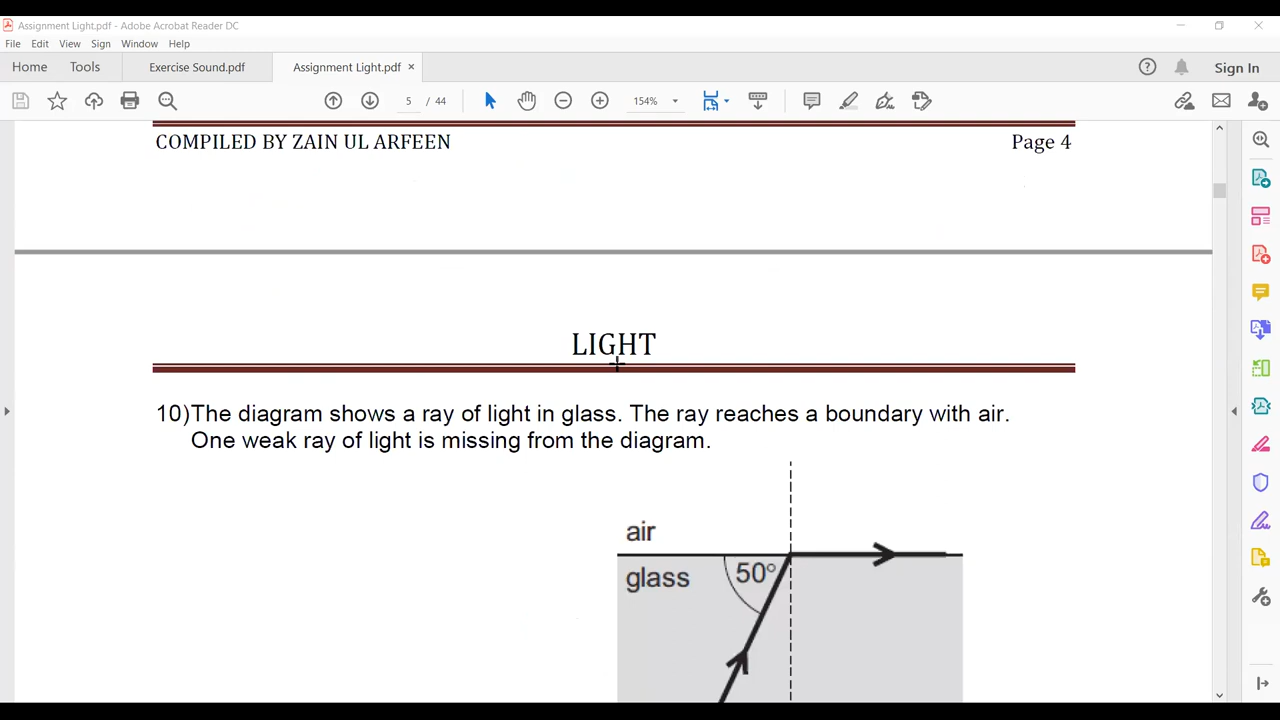 Assignment Light.pdf - Adobe Acrobat Reader DC
File Edit View Sign Window Help
Home Tools Exercise Sound.pdf Assignment Light.pdf × Sign In
5 / 44 154%
COMPILED BY ZAIN UL ARFEEN Page 4
LIGHT
10)The diagram shows a ray of light in glass. The ray reaches a boundary with air.
One weak ray of light is missing from the diagram.
air
glass 50°